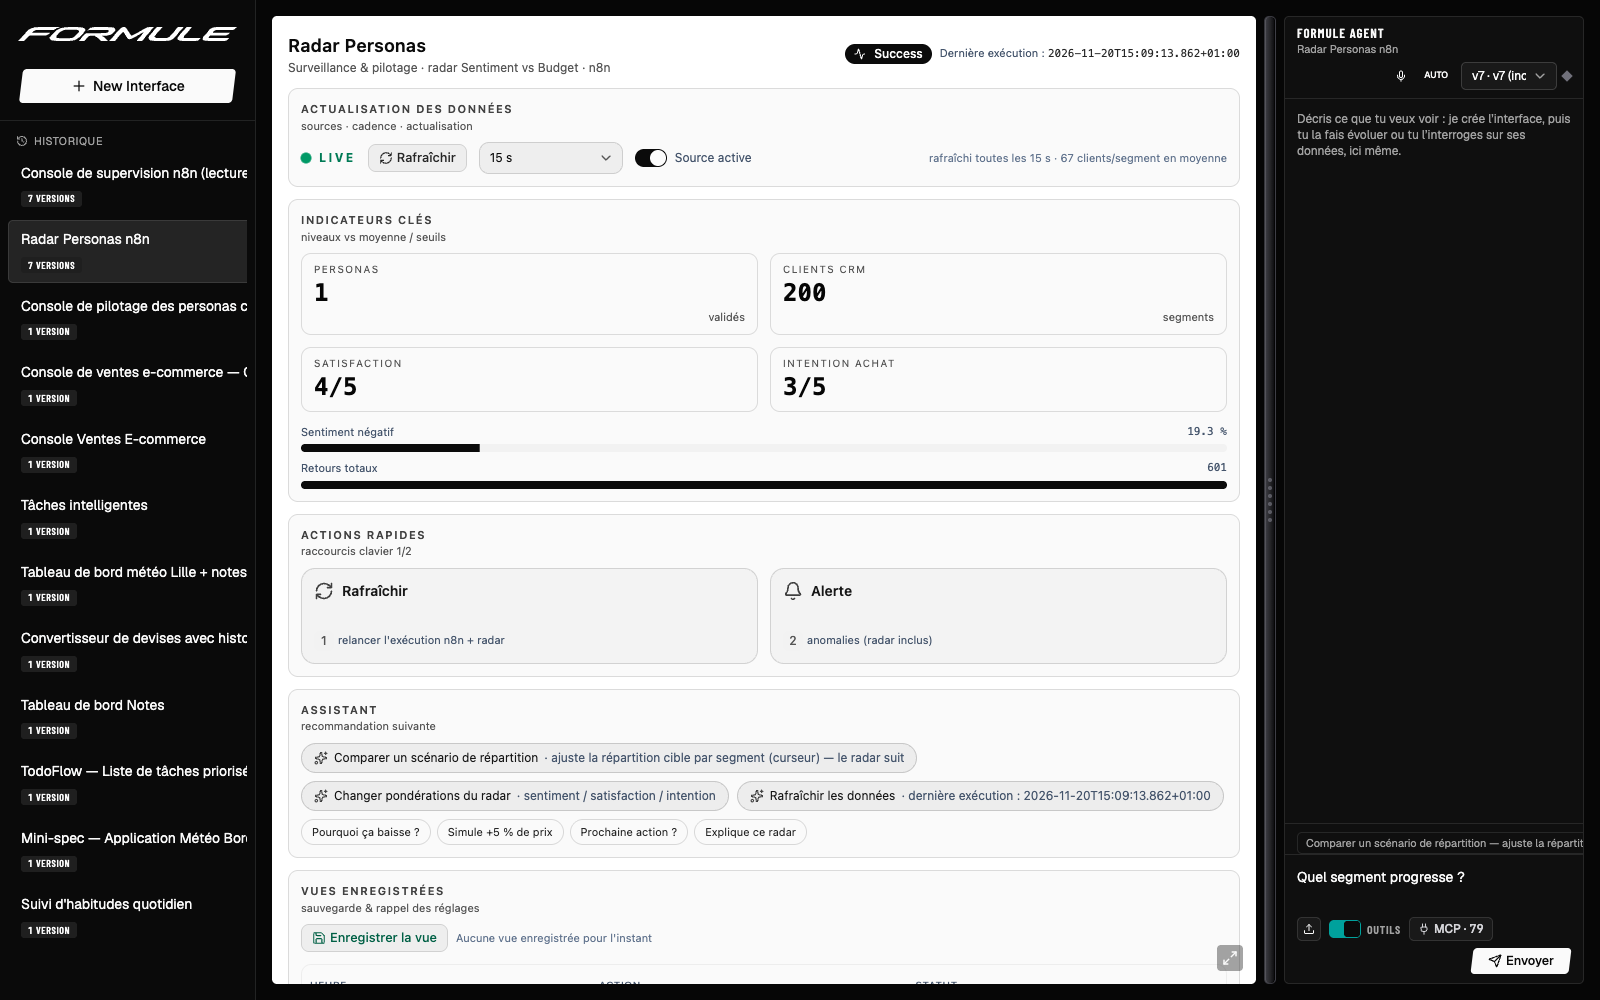 FORMULE
New Interface
HISTORIQUE
Console de supervision n8n (lecture
7 VERSIONS
Radar Personas n8n
7 VERSIONS
Console de pilotage des personas c
1 VERSION
Console de ventes e-commerce —
1 VERSION
Console Ventes E-commerce
1 VERSION
Tâches intelligentes
1 VERSION
Tableau de bord météo Lille + notes
1 VERSION
Convertisseur de devises avec histo
1 VERSION
Tableau de bord Notes
1 VERSION
TodoFlow — Liste de tâches priorisé
1 VERSION
Mini-spec — Application Météo Bor
1 VERSION
Suivi d'habitudes quotidien
1 VERSION
Radar Personas
Surveillance & pilotage · radar Sentiment vs Budget · n8n
Success
Dernière exécution : 2026-11-20T15:09:13.862+01:00
ACTUALISATION DES DONNÉES
sources · cadence · actualisation
LIVE
Rafraîchir
15 s
Source active
rafraîchi toutes les 15 s · 67 clients/segment en moyenne
INDICATEURS CLÉS
niveaux vs moyenne / seuils
PERSONAS
1
validés
CLIENTS CRM
200
segments
SATISFACTION
4/5
INTENTION ACHAT
3/5
Sentiment négatif
19.3 %
Retours totaux
601
ACTIONS RAPIDES
raccourcis clavier 1/2
Rafraîchir
1 relancer l'exécution n8n + radar
Alerte
2 anomalies (radar inclus)
ASSISTANT
recommandation suivante
Comparer un scénario de répartition · ajuste la répartition cible par segment (curseur) — le radar suit
Changer pondérations du radar · sentiment / satisfaction / intention
Rafraîchir les données · dernière exécution : 2026-11-20T15:09:13.862+01:00
Pourquoi ça baisse ?
Simule +5 % de prix
Prochaine action ?
Explique ce radar
VUES ENREGISTRÉES
sauvegarde & rappel des réglages
Enregistrer la vue
Aucune vue enregistrée pour l'instant
HEURE
ACTION
STATUT
FORMULE AGENT
Radar Personas n8n
AUTO
v7 · v7 (inc
Décris ce que tu veux voir : je crée l'interface, puis
tu la fais évoluer ou tu l'interroges sur ses
données, ici même.
Comparer un scénario de répartition — ajuste la répartit
Quel segment progresse ?
OUTILS
MCP · 79
Envoyer